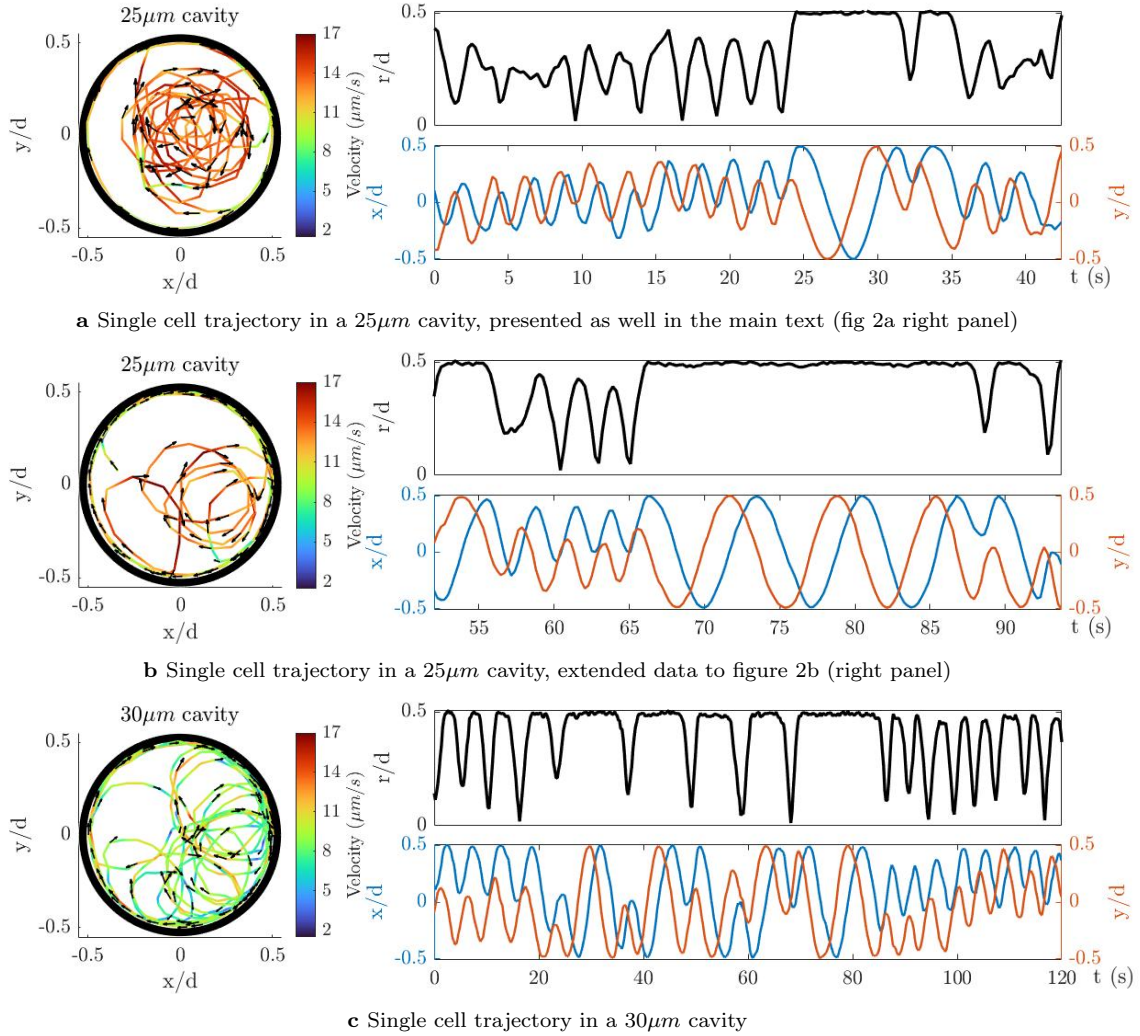 25μm cavity
0.5
0
-0.5
y/d
-0.5 0 0.5
x/d
17
14
11
8
5
2
Velocity (μm/s)
0.5
0
r/d
0.5
0
-0.5
x/d
0.5
0
-0.5
y/d
0 5 10 15 20 25 30 35 40 t (s)
a Single cell trajectory in a 25μm cavity, presented as well in the main text (fig 2a right panel)
25μm cavity
0.5
0
-0.5
y/d
-0.5 0 0.5
x/d
17
14
11
8
5
2
Velocity (μm/s)
0.5
0
r/d
0.5
0
-0.5
x/d
0.5
0
-0.5
y/d
55 60 65 70 75 80 85 90 t (s)
b Single cell trajectory in a 25μm cavity, extended data to figure 2b (right panel)
30μm cavity
0.5
0
-0.5
y/d
-0.5 0 0.5
x/d
17
14
11
8
5
2
Velocity (μm/s)
0.5
0
r/d
0.5
0
-0.5
x/d
0.5
0
-0.5
y/d
0 20 40 60 80 100 120 t (s)
c Single cell trajectory in a 30μm cavity